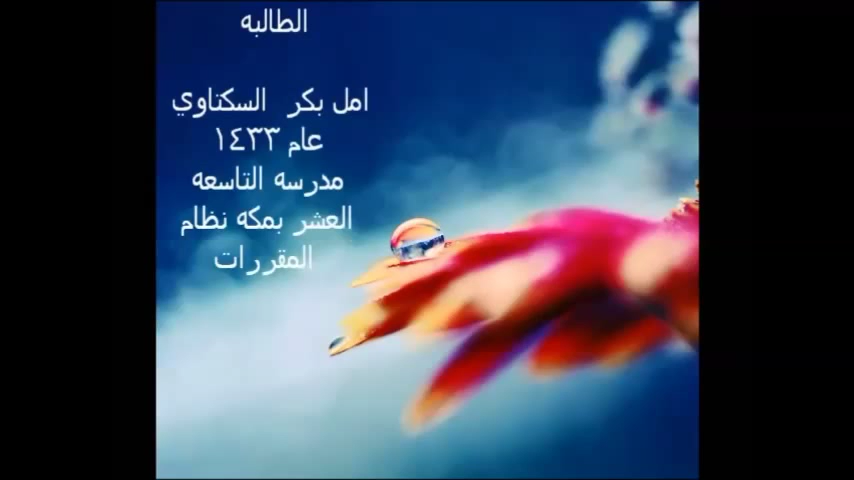 الطالبه
امل بكر السكناوي
عام ١٤٣٣
مدرسه التاسعه
العشر بمكه نظام
المقررات